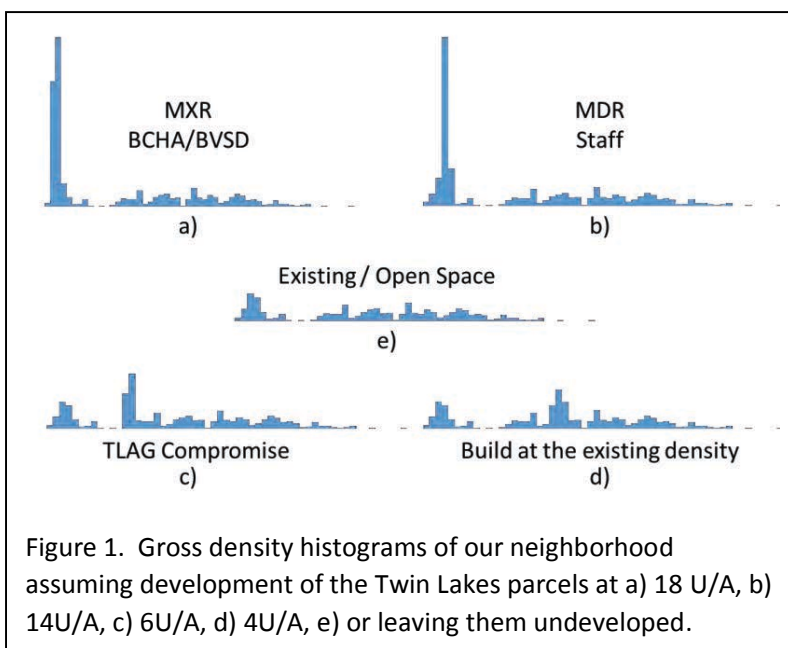 MXR
BCHA/BVSD
a)
MDR
Staff
b)
Existing / Open Space
e)
TLAG Compromise
c)
Build at the existing density
d)
Figure 1.  Gross density histograms of our neighborhood
assuming development of the Twin Lakes parcels at a) 18 U/A, b)
14U/A, c) 6U/A, d) 4U/A, e) or leaving them undeveloped.